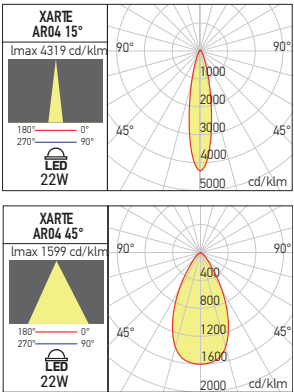 XARTE
AR04 15°
Imax 4319 cd/klm
180° 0°
270° 90°
LED
22W
90° 90°
1000
2000
45° 45°
3000
4000
5000 cd/klm
XARTE
AR04 45°
Imax 1599 cd/klm
180° 0°
270° 90°
LED
22W
90° 90°
400
800
45° 45°
1200
1600
2000 cd/klm